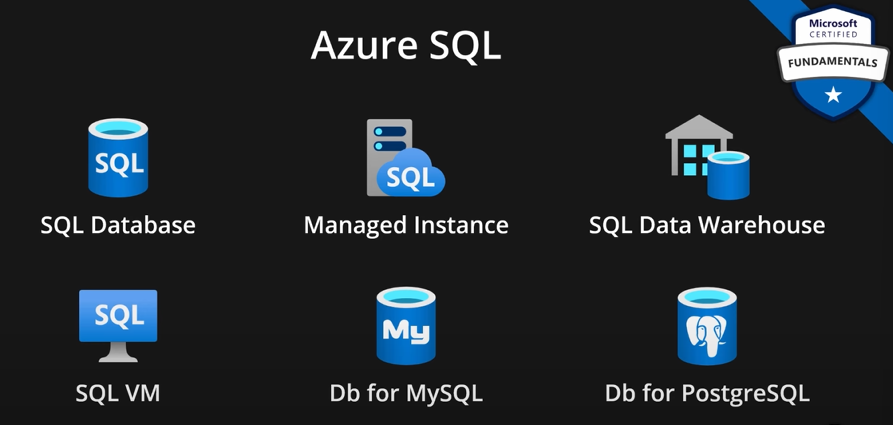 Azure SQL
Microsoft
CERTIFIED
FUNDAMENTALS
SQL
SQL
SQL Database
Managed Instance
SQL Data Warehouse
SQL
My
SQL VM
Db for MySQL
Db for PostgreSQL